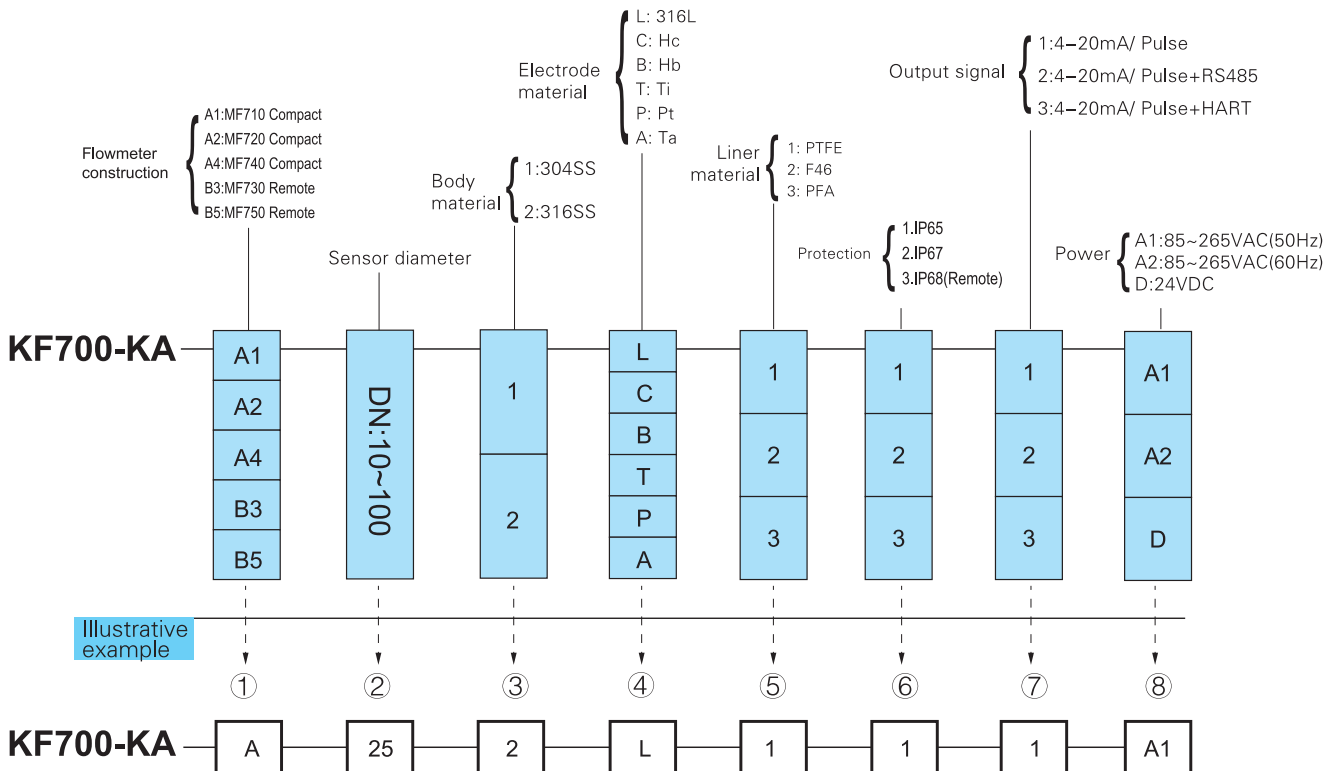 Flowmeter
construction
A1:MF710 Compact
A2:MF720 Compact
A4:MF740 Compact
B3:MF730 Remote
B5:MF750 Remote
Sensor diameter
Body
material
1:304SS
2:316SS
Electrode
material
L: 316L
C: Hc
B: Hb
T: Ti
P: Pt
A: Ta
Liner
material
1: PTFE
2: F46
3: PFA
Protection
1.IP65
2.IP67
3.IP68(Remote)
Output signal
1:4–20mA/ Pulse
2:4–20mA/ Pulse+RS485
3:4–20mA/ Pulse+HART
Power
A1:85~265VAC(50Hz)
A2:85~265VAC(60Hz)
D:24VDC
KF700-KA
A1
A2
A4
B3
B5
DN:10~100
1
2
L
C
B
T
P
A
1
2
3
1
2
3
1
2
3
A1
A2
D
Illustrative
example
① ② ③ ④ ⑤ ⑥ ⑦ ⑧
KF700-KA A 25 2 L 1 1 1 A1